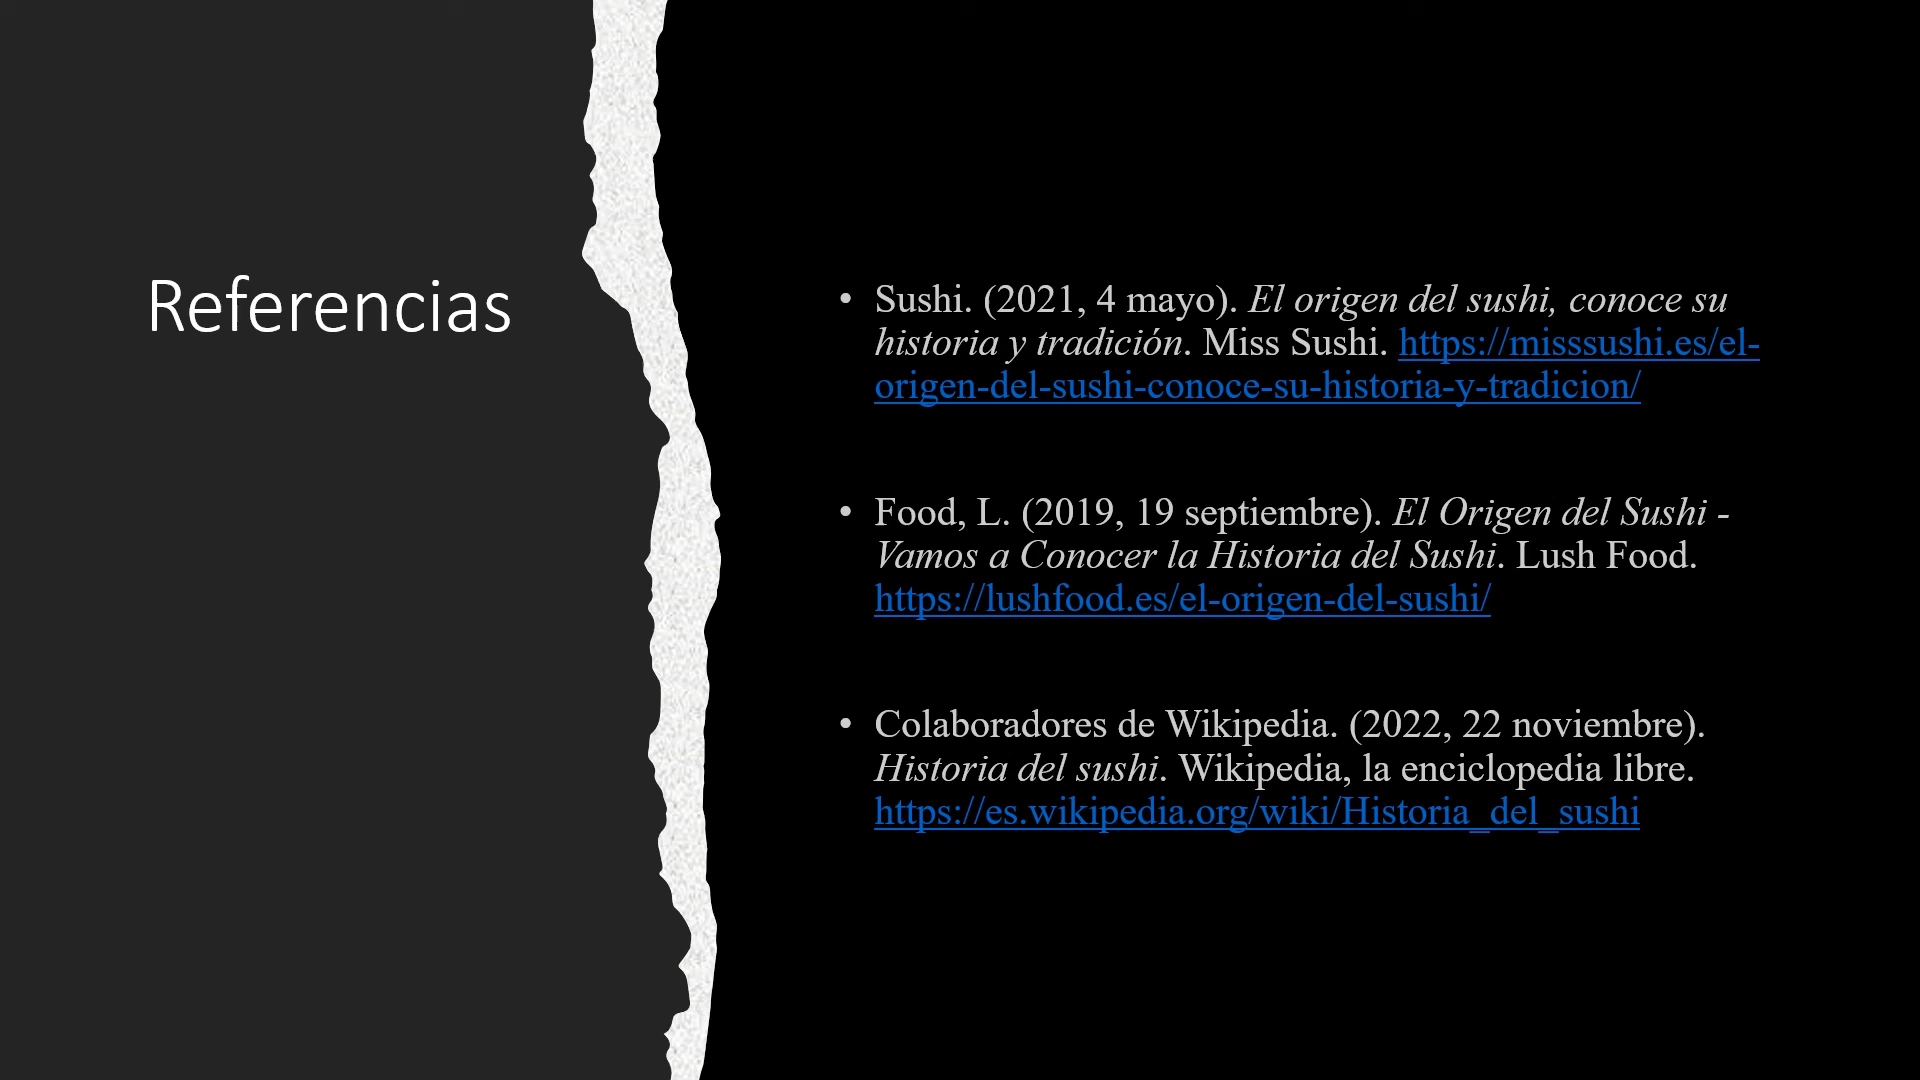 Referencias
• Sushi. (2021, 4 mayo). El origen del sushi, conoce su
historia y tradición. Miss Sushi. https://misssushi.es/el-
origen-del-sushi-conoce-su-historia-y-tradicion/
• Food, L. (2019, 19 septiembre). El Origen del Sushi -
Vamos a Conocer la Historia del Sushi. Lush Food.
https://lushfood.es/el-origen-del-sushi/
• Colaboradores de Wikipedia. (2022, 22 noviembre).
Historia del sushi. Wikipedia, la enciclopedia libre.
https://es.wikipedia.org/wiki/Historia_del_sushi